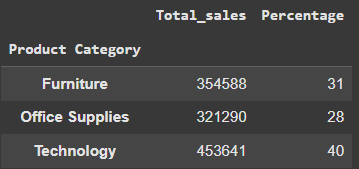 Total_sales Percentage
Product Category
Furniture 354588 31
Office Supplies 321290 28
Technology 453641 40